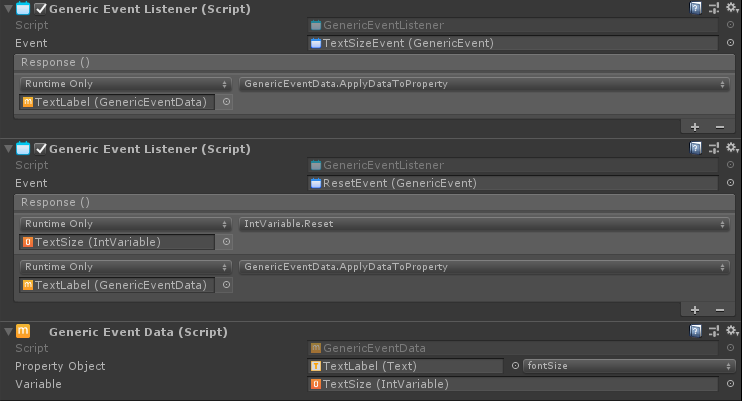 Generic Event Listener (Script)
Script GenericEventListener
Event TextSizeEvent (GenericEvent)
Response ()
Runtime Only GenericEventData.ApplyDataToProperty
TextLabel (GenericEventData)
+ −
Generic Event Listener (Script)
Script GenericEventListener
Event ResetEvent (GenericEvent)
Response ()
Runtime Only IntVariable.Reset
TextSize (IntVariable)
Runtime Only GenericEventData.ApplyDataToProperty
TextLabel (GenericEventData)
+ −
Generic Event Data (Script)
Script GenericEventData
Property Object TextLabel (Text) fontSize
Variable TextSize (IntVariable)